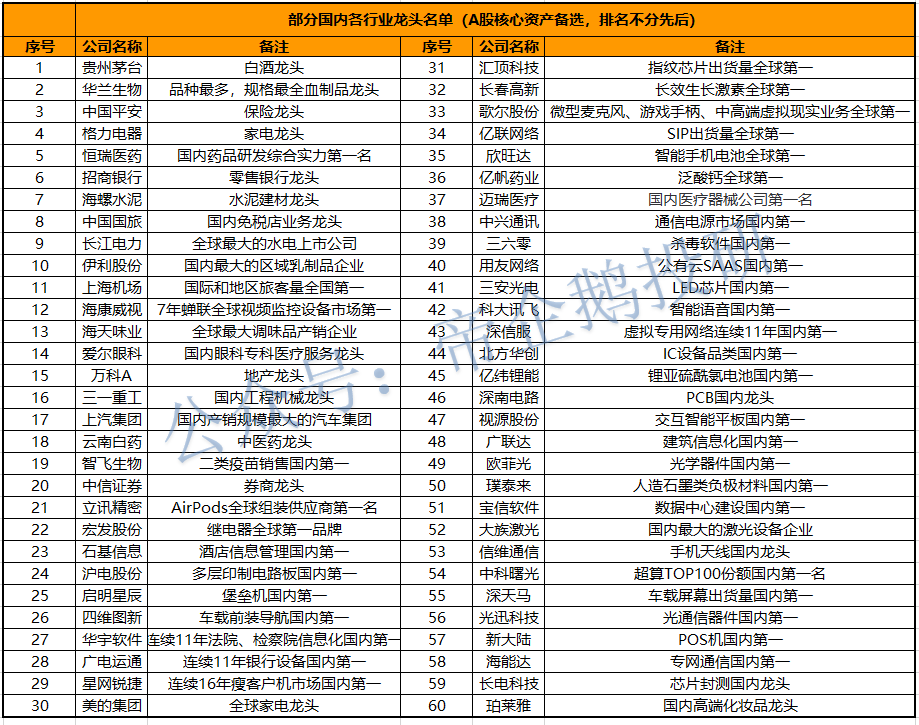 部分国内各行业龙头名单（A股核心资产备选，排名不分先后）
序号 公司名称 备注 序号 公司名称 备注
1 贵州茅台 白酒龙头 31 汇顶科技 指纹芯片出货量全球第一
2 华兰生物 品种最多，规格最全血制品龙头 32 长春高新 长效生长激素全球第一
3 中国平安 保险龙头 33 歌尔股份 微型麦克风、游戏手柄、中高端虚拟现实业务全球第一
4 格力电器 家电龙头 34 亿联网络 SIP出货量全球第一
5 恒瑞医药 国内药品研发综合实力第一名 35 欣旺达 智能手机电池全球第一
6 招商银行 零售银行龙头 36 亿帆药业 泛酸钙全球第一
7 海螺水泥 水泥建材龙头 37 迈瑞医疗 国内医疗器械公司第一名
8 中国国旅 国内免税店业务龙头 38 中兴通讯 通信电源市场国内第一
9 长江电力 全球最大的水电上市公司 39 三六零 杀毒软件国内第一
10 伊利股份 国内最大的区域乳制品企业 40 用友网络 公有云SAAS国内第一
11 上海机场 国际和地区旅客量全国第一 41 三安光电 LED芯片国内第一
12 海康威视 7年蝉联全球视频监控设备市场第一 42 科大讯飞 智能语音国内第一
13 海天味业 全球最大调味品产销企业 43 深信服 虚拟专用网络连续11年国内第一
14 爱尔眼科 国内眼科专科医疗服务龙头 44 北方华创 IC设备品类国内第一
15 万科A 地产龙头 45 亿纬锂能 锂亚硫酰氯电池国内第一
16 三一重工 国内工程机械龙头 46 深南电路 PCB国内龙头
17 上汽集团 国内产销规模最大的汽车集团 47 视源股份 交互智能平板国内第一
18 云南白药 中医药龙头 48 广联达 建筑信息化国内第一
19 智飞生物 二类疫苗销售国内第一 49 欧菲光 光学器件国内第一
20 中信证券 券商龙头 50 璞泰来 人造石墨类负极材料国内第一
21 立讯精密 AirPods全球组装供应商第一名 51 宝信软件 数据中心建设国内第一
22 宏发股份 继电器全球第一品牌 52 大族激光 国内最大的激光设备企业
23 石基信息 酒店信息管理国内第一 53 信维通信 手机天线国内龙头
24 沪电股份 多层印制电路板国内第一 54 中科曙光 超算TOP100份额国内第一名
25 启明星辰 堡垒机国内第一 55 深天马 车载屏幕出货量国内第一
26 四维图新 车载前装导航国内第一 56 光迅科技 光通信器件国内第一
27 华宇软件 连续11年法院、检察院信息化国内第一 57 新大陆 POS机国内第一
28 广电运通 连续11年银行设备国内第一 58 海能达 专网通信国内第一
29 星网锐捷 连续16年瘦客户机市场国内第一 59 长电科技 芯片封测国内龙头
30 美的集团 全球家电龙头 60 珀莱雅 国内高端化妆品龙头
公众号：帝企鹅投研